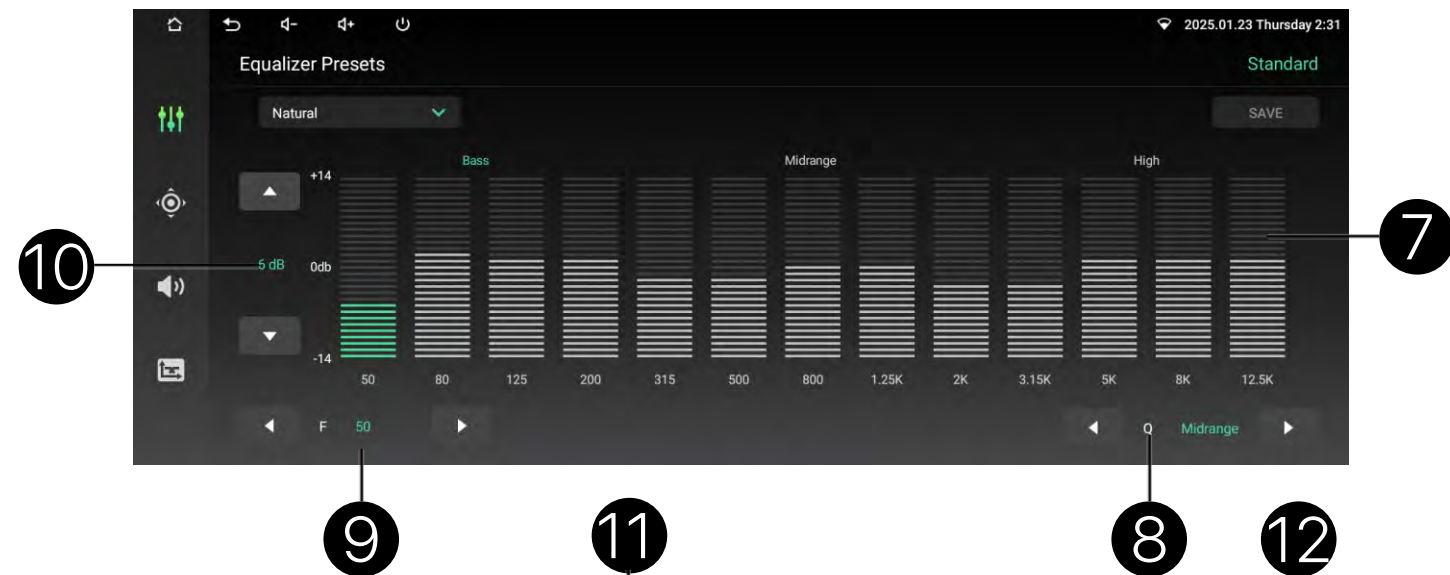 2025.01.23 Thursday 2:31
Equalizer Presets
Standard
Natural
SAVE
Bass
Midrange
High
+14
7
10
5 dB
0db
-14
50 80 125 200 315 500 800 1.25K 2K 3.15K 5K 8K 12.5K
F 50
Q Midrange
9
11
8
12